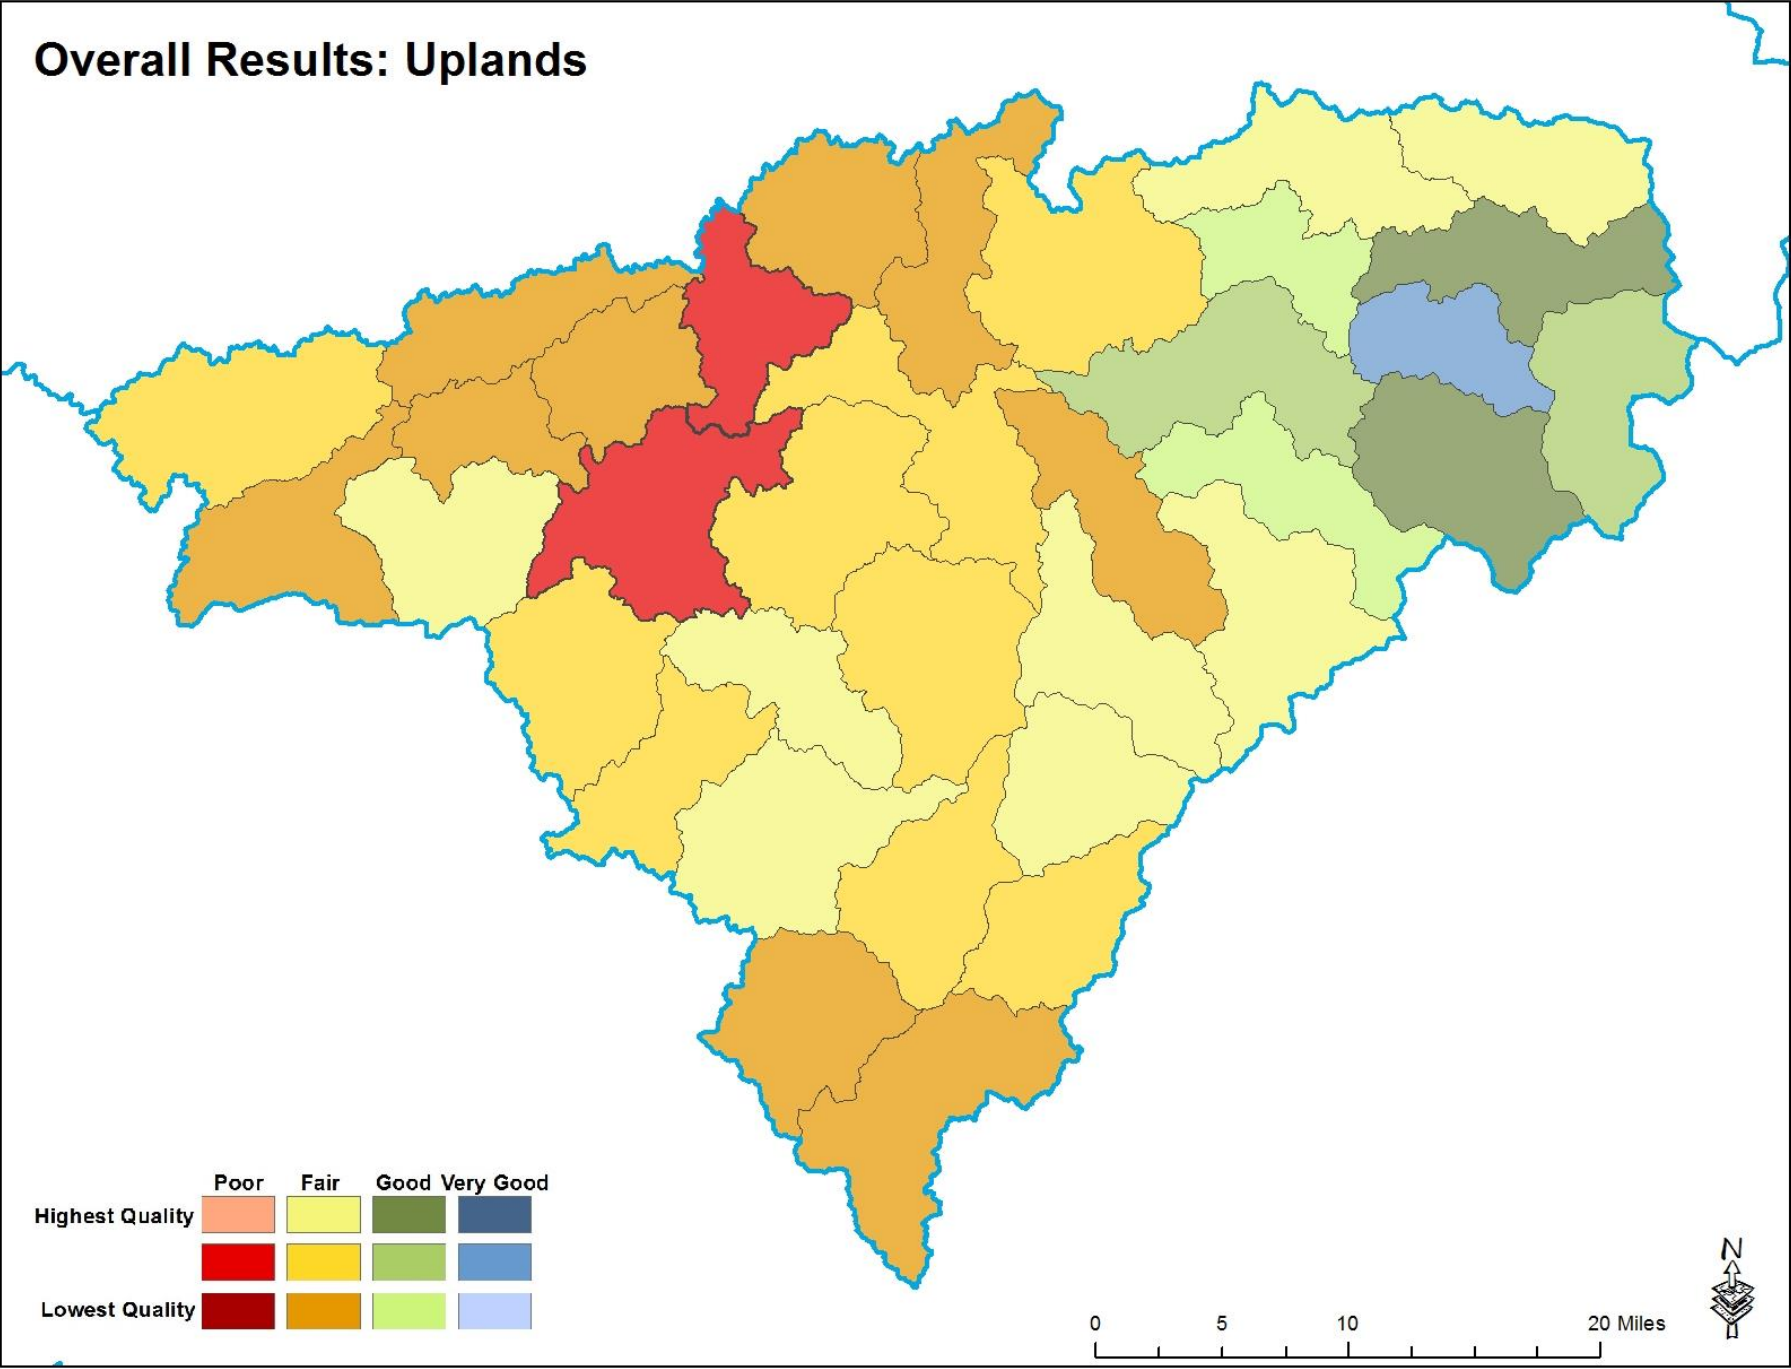 Overall Results: Uplands
Poor Fair Good Very Good
Highest Quality
Lowest Quality
N
0 5 10 20 Miles